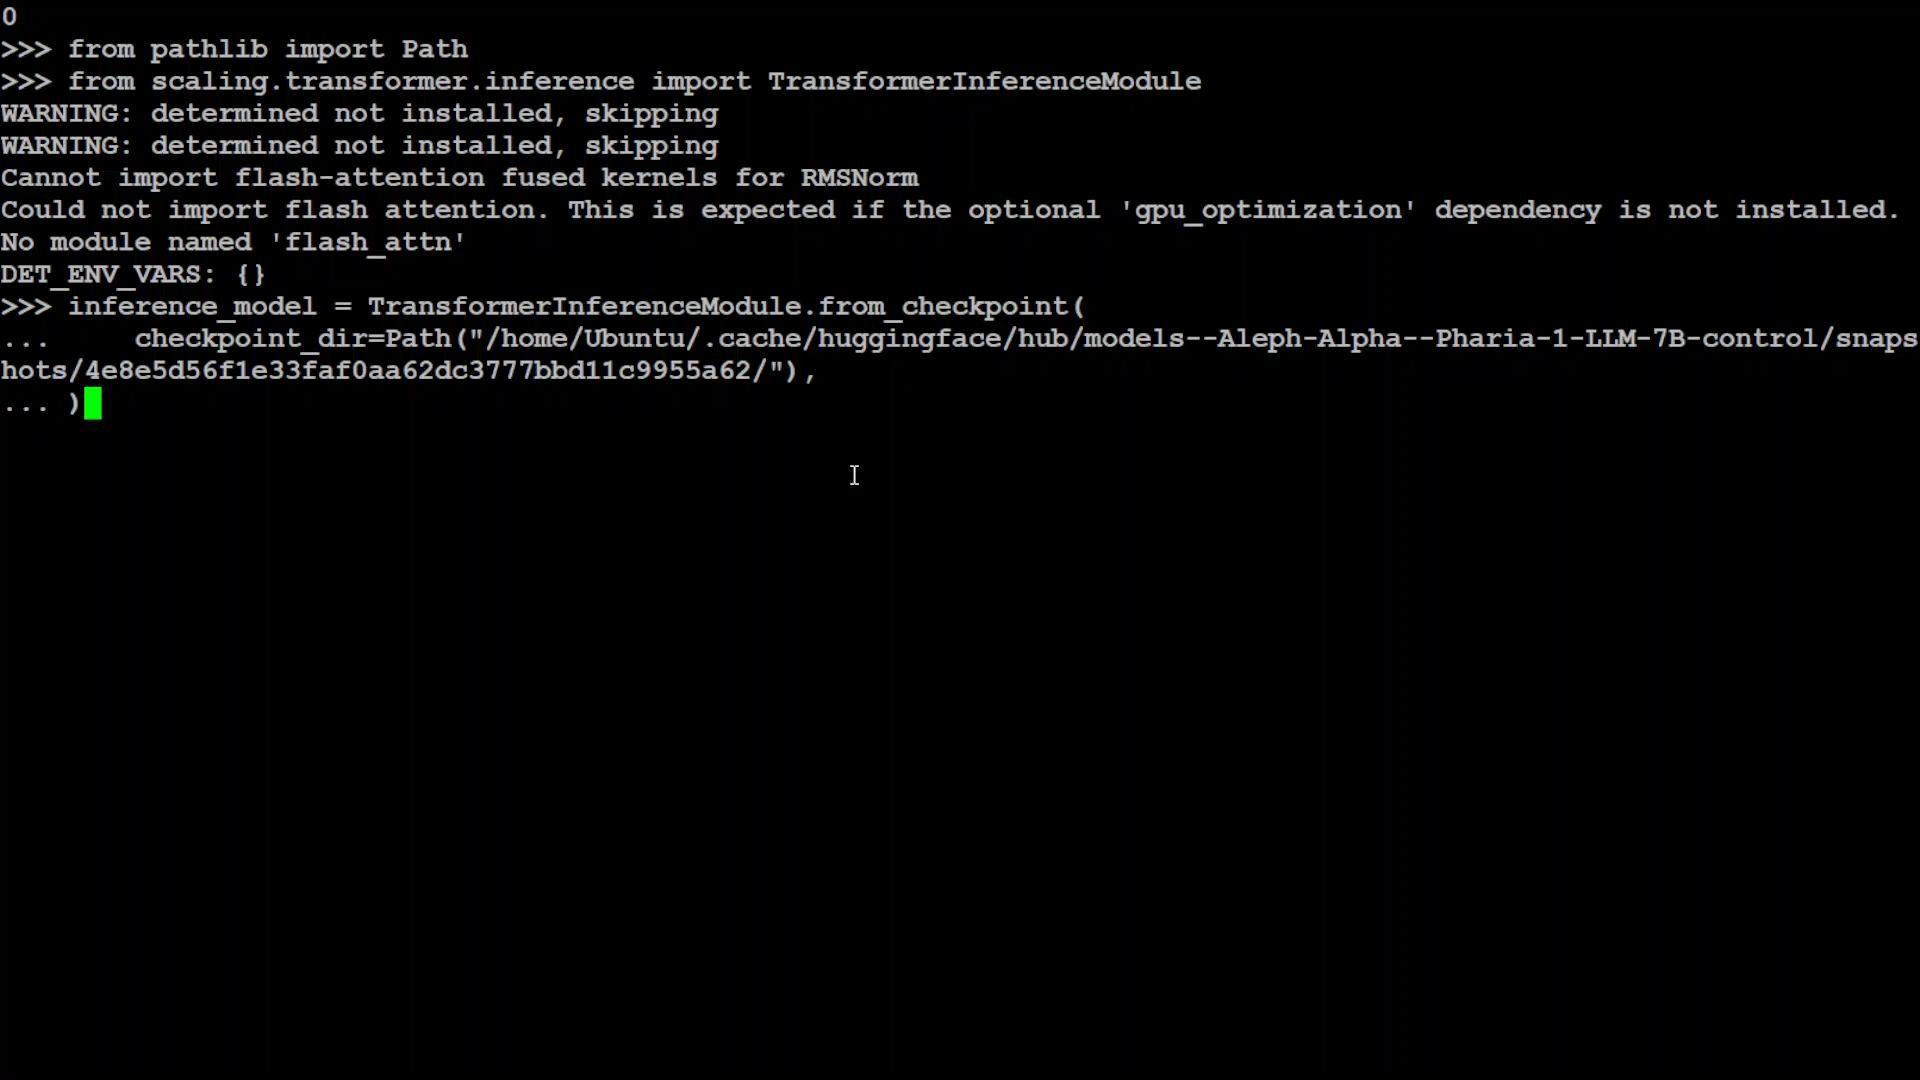 0
>>> from pathlib import Path
>>> from scaling.transformer.inference import TransformerInferenceModule
WARNING: determined not installed, skipping
WARNING: determined not installed, skipping
Cannot import flash-attention fused kernels for RMSNorm
Could not import flash attention. This is expected if the optional 'gpu_optimization' dependency is not installed.
No module named 'flash_attn'
DET_ENV_VARS: {}
>>> inference_model = TransformerInferenceModule.from_checkpoint(
...     checkpoint_dir=Path("/home/Ubuntu/.cache/huggingface/hub/models--Aleph-Alpha--Pharia-1-LLM-7B-control/snaps
hots/4e8e5d56f1e33faf0aa62dc3777bbd11c9955a62/"),
... )